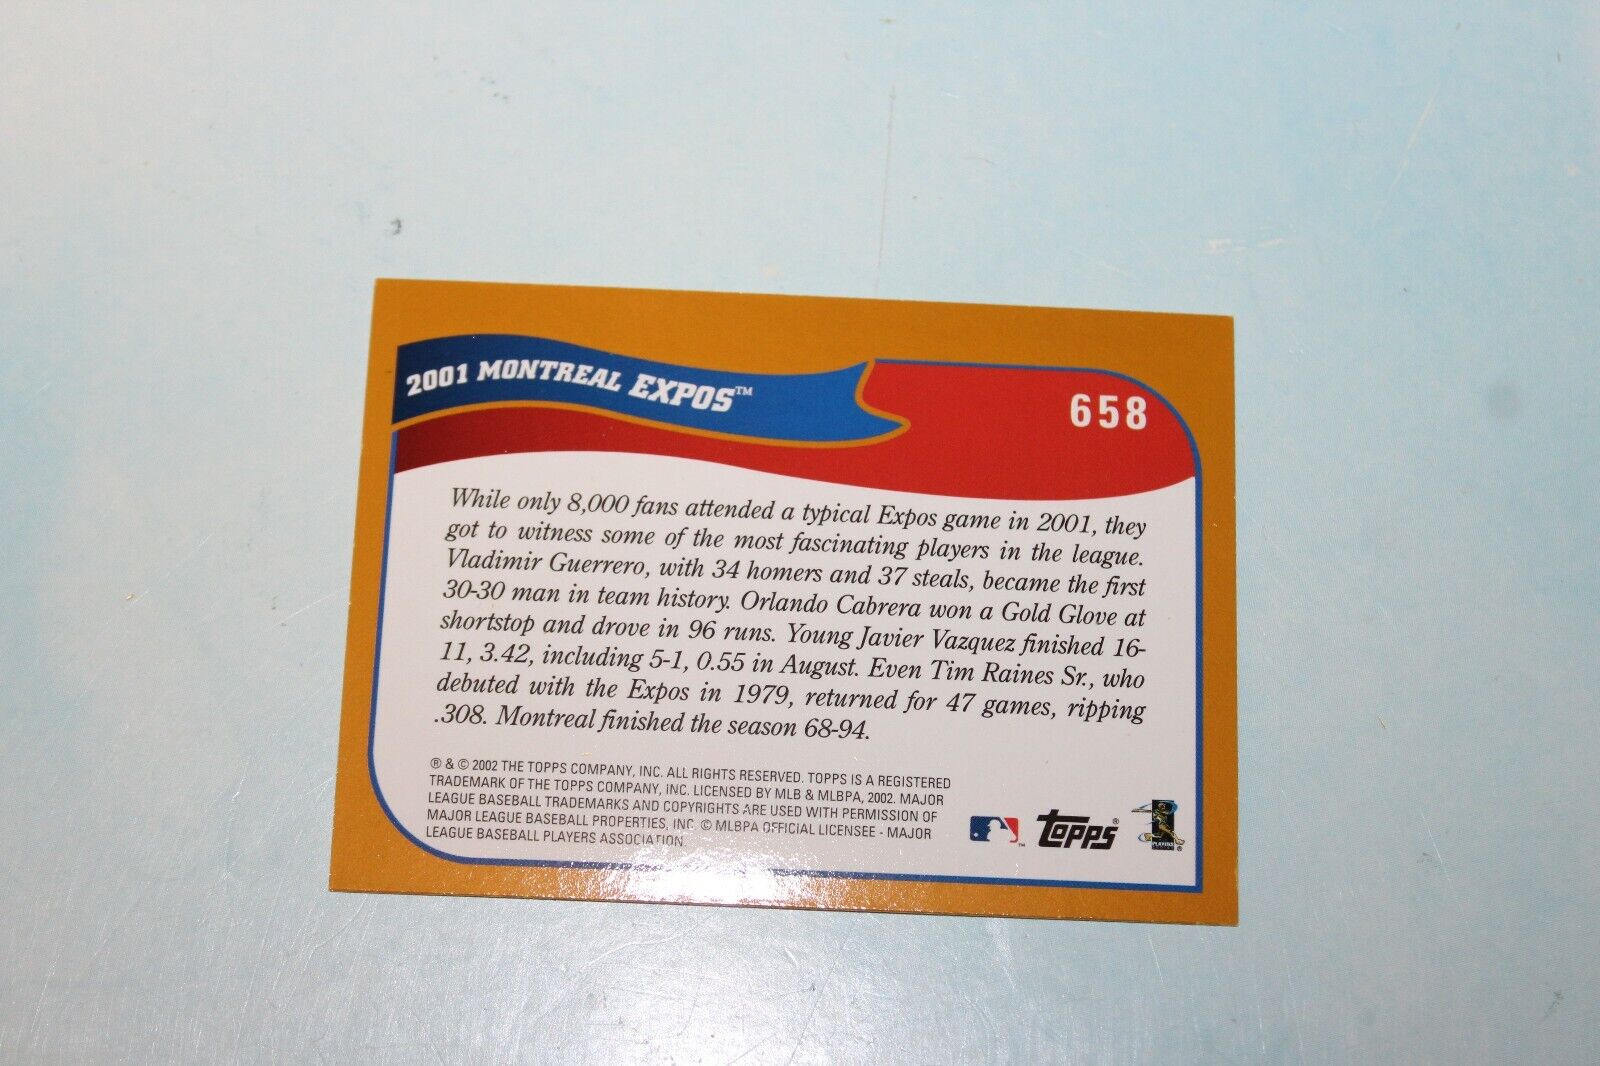 2001 MONTREAL EXPOS™
658
While only 8,000 fans attended a typical Expos game in 2001, they
got to witness some of the most fascinating players in the league.
Vladimir Guerrero, with 34 homers and 37 steals, became the first
30-30 man in team history. Orlando Cabrera won a Gold Glove at
shortstop and drove in 96 runs. Young Javier Vazquez finished 16-
11, 3.42, including 5-1, 0.55 in August. Even Tim Raines Sr., who
debuted with the Expos in 1979, returned for 47 games, ripping
.308. Montreal finished the season 68-94.
® & © 2002 THE TOPPS COMPANY, INC. ALL RIGHTS RESERVED. TOPPS IS A REGISTERED
TRADEMARK OF THE TOPPS COMPANY, INC. LICENSED BY MLB & MLBPA, 2002. MAJOR
LEAGUE BASEBALL TRADEMARKS AND COPYRIGHTS ARE USED WITH PERMISSION OF
MAJOR LEAGUE BASEBALL PROPERTIES, INC. © MLBPA OFFICIAL LICENSEE - MAJOR
LEAGUE BASEBALL PLAYERS ASSOCIATION.
™
topps®
PLAYERS ®